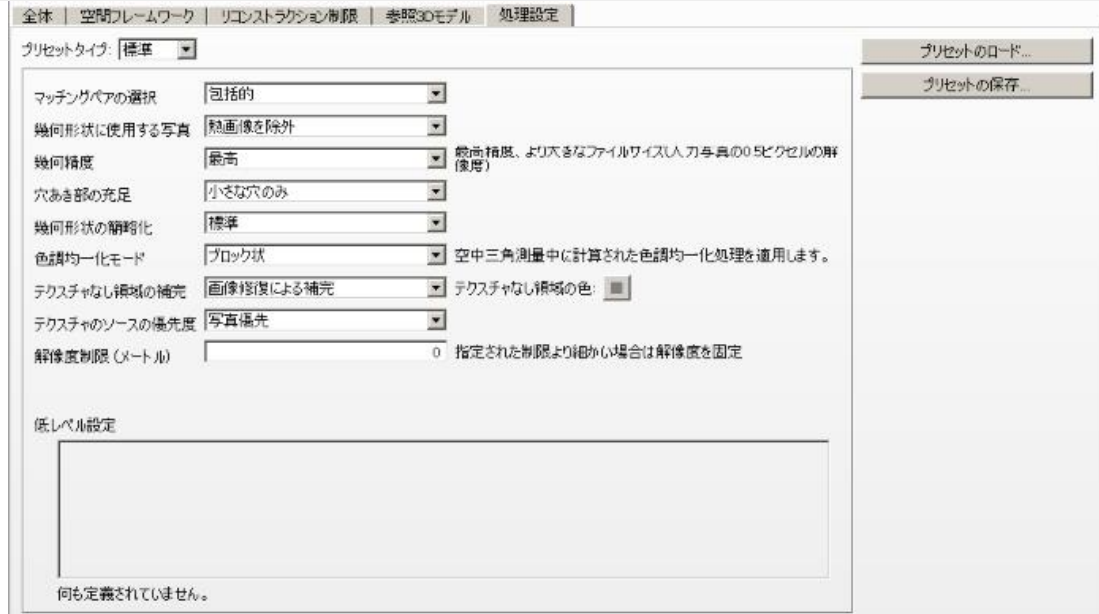 全体 空間フレームワーク リコンストラクション制限 参照3Dモデル 処理設定
プリセットタイプ: 標準
プリセットのロード...
プリセットの保存...
マッチングペアの選択 包括的
幾何形状に使用する写真 熱画像を除外
幾何精度 最高 最高精度、より大きなファイルサイズ(入力写真の0.5ピクセルの解
像度)
穴あき部の充足 小さな穴のみ
幾何形状の簡略化 標準
色調均一化モード ブロック状 空中三角測量中に計算された色調均一化処理を適用します。
テクスチャなし領域の補完 画像修復による補完 テクスチャなし領域の色:
テクスチャのソースの優先度 写真優先
解像度制限 (メートル) 0 指定された制限より細かい場合は解像度を固定
低レベル設定
何も定義されていません。